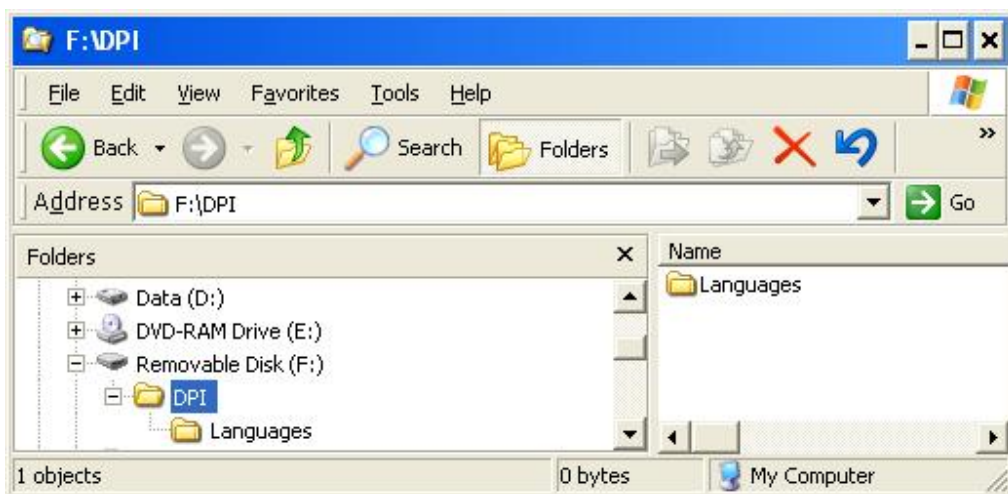 F:\DPI
File Edit View Favorites Tools Help
Back Search Folders »
Address F:\DPI Go
Folders Name
Data (D:) Languages
DVD-RAM Drive (E:)
Removable Disk (F:)
DPI
Languages
1 objects 0 bytes My Computer